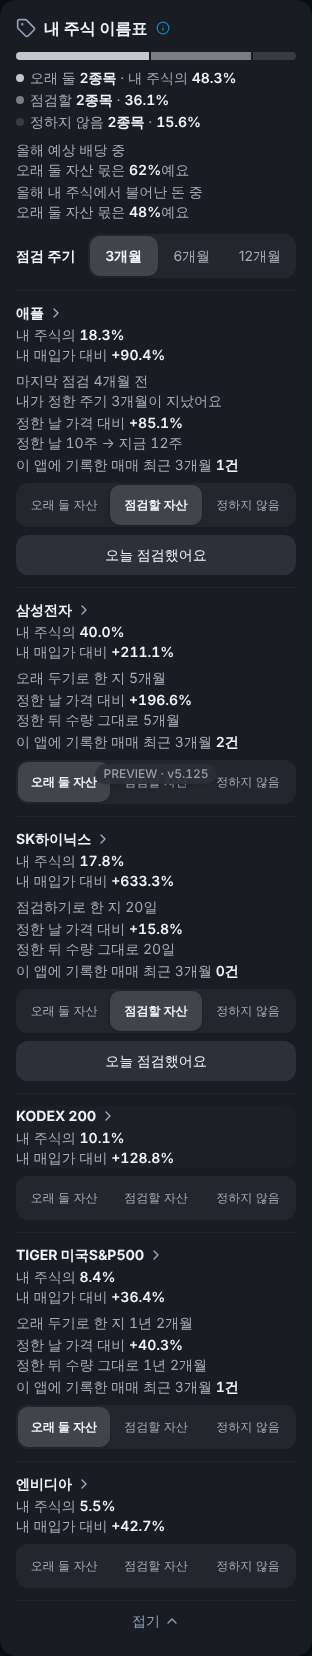 내 주식 이름표
오래 둘 2종목 · 내 주식의 48.3%
점검할 2종목 · 36.1%
정하지 않음 2종목 · 15.6%
올해 예상 배당 중
오래 둘 자산 몫은 62%예요
올해 내 주식에서 불어난 돈 중
오래 둘 자산 몫은 48%예요
점검 주기 3개월 6개월 12개월
애플
내 주식의 18.3%
내 매입가 대비 +90.4%
마지막 점검 4개월 전
내가 정한 주기 3개월이 지났어요
정한 날 가격 대비 +85.1%
정한 날 10주 → 지금 12주
이 앱에 기록한 매매 최근 3개월 1건
오래 둘 자산 점검할 자산 정하지 않음
오늘 점검했어요
삼성전자
내 주식의 40.0%
내 매입가 대비 +211.1%
오래 두기로 한 지 5개월
정한 날 가격 대비 +196.6%
정한 뒤 수량 그대로 5개월
이 앱에 기록한 매매 최근 3개월 2건
PREVIEW · v5.125
오래 둘 자산 정하지 않음
SK하이닉스
내 주식의 17.8%
내 매입가 대비 +633.3%
점검하기로 한 지 20일
정한 날 가격 대비 +15.8%
정한 뒤 수량 그대로 20일
이 앱에 기록한 매매 최근 3개월 0건
오래 둘 자산 점검할 자산 정하지 않음
오늘 점검했어요
KODEX 200
내 주식의 10.1%
내 매입가 대비 +128.8%
오래 둘 자산 점검할 자산 정하지 않음
TIGER 미국S&P500
내 주식의 8.4%
내 매입가 대비 +36.4%
오래 두기로 한 지 1년 2개월
정한 날 가격 대비 +40.3%
정한 뒤 수량 그대로 1년 2개월
이 앱에 기록한 매매 최근 3개월 1건
오래 둘 자산 점검할 자산 정하지 않음
엔비디아
내 주식의 5.5%
내 매입가 대비 +42.7%
오래 둘 자산 점검할 자산 정하지 않음
접기